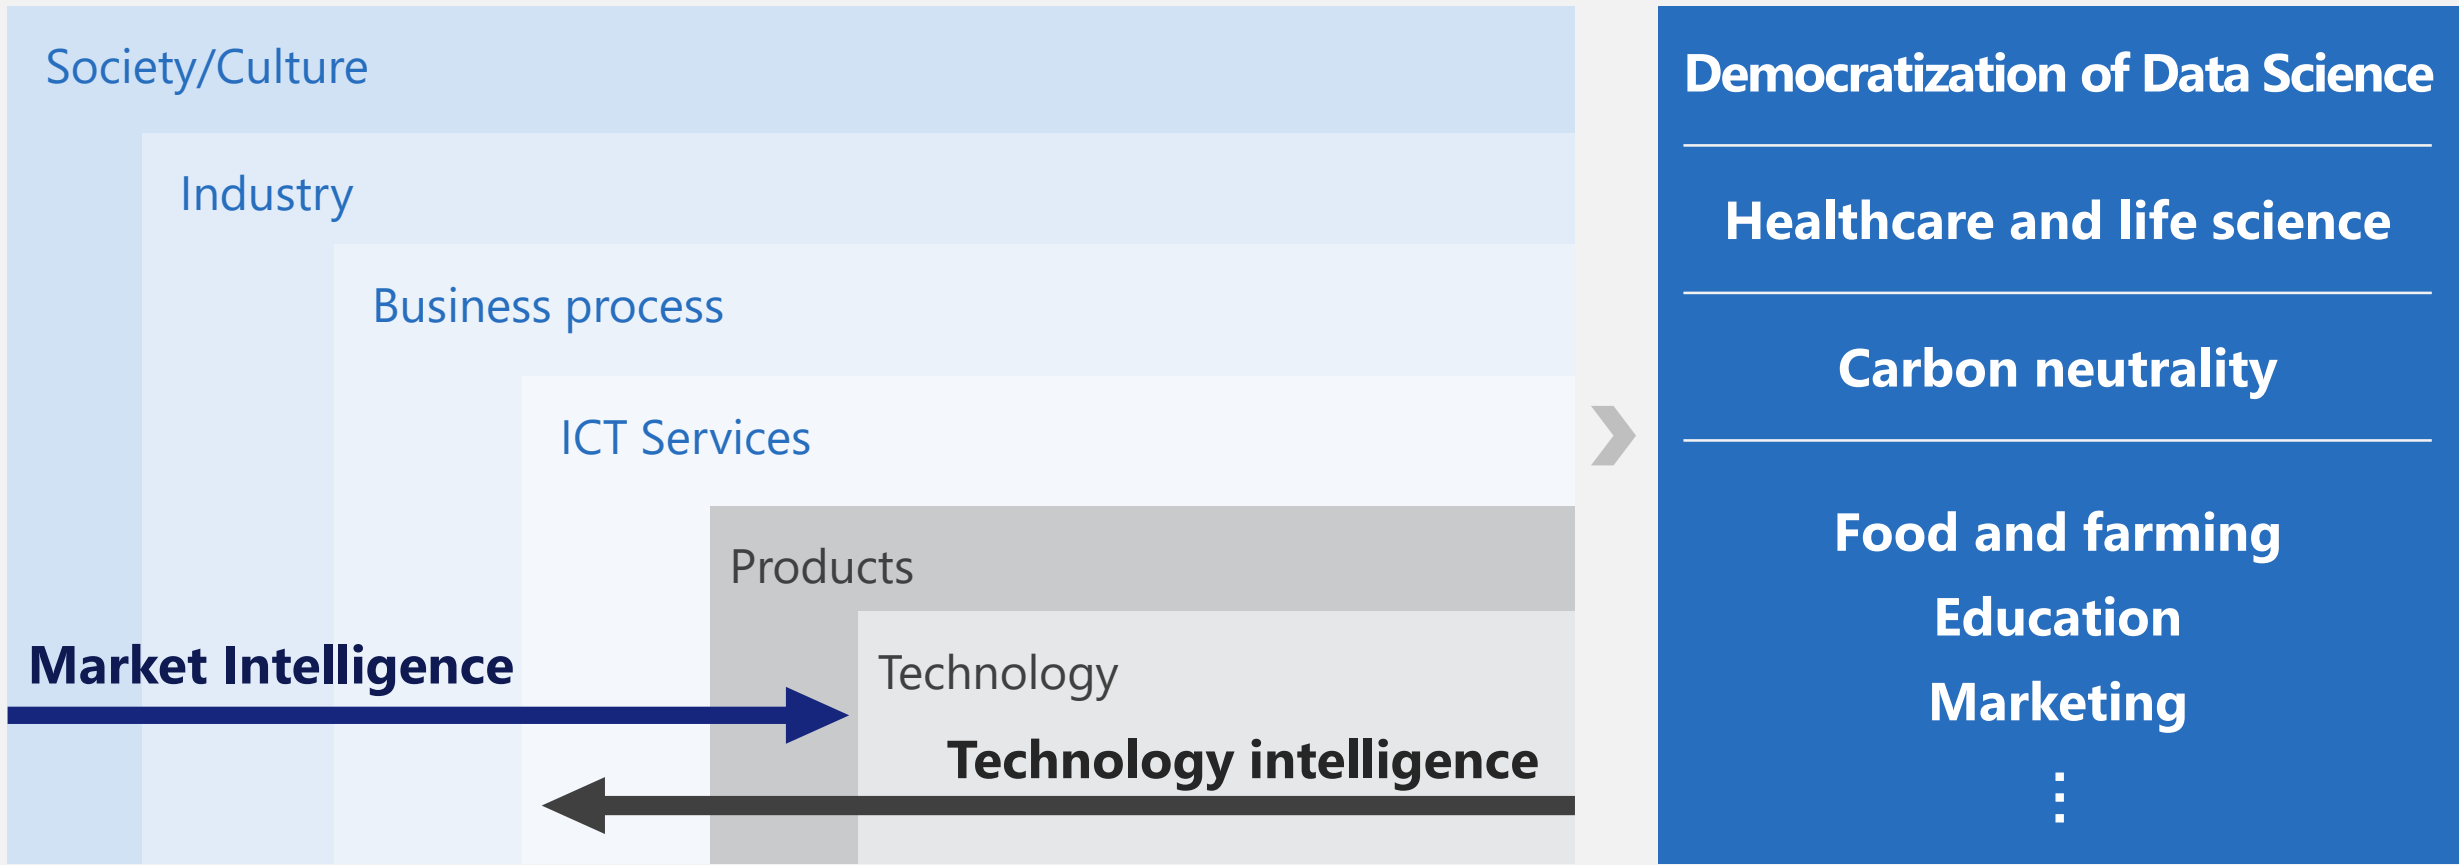 Society/Culture
Industry
Business process
ICT Services
Products
Technology
Market Intelligence
Technology intelligence
Democratization of Data Science
Healthcare and life science
Carbon neutrality
Food and farming
Education
Marketing
⋮